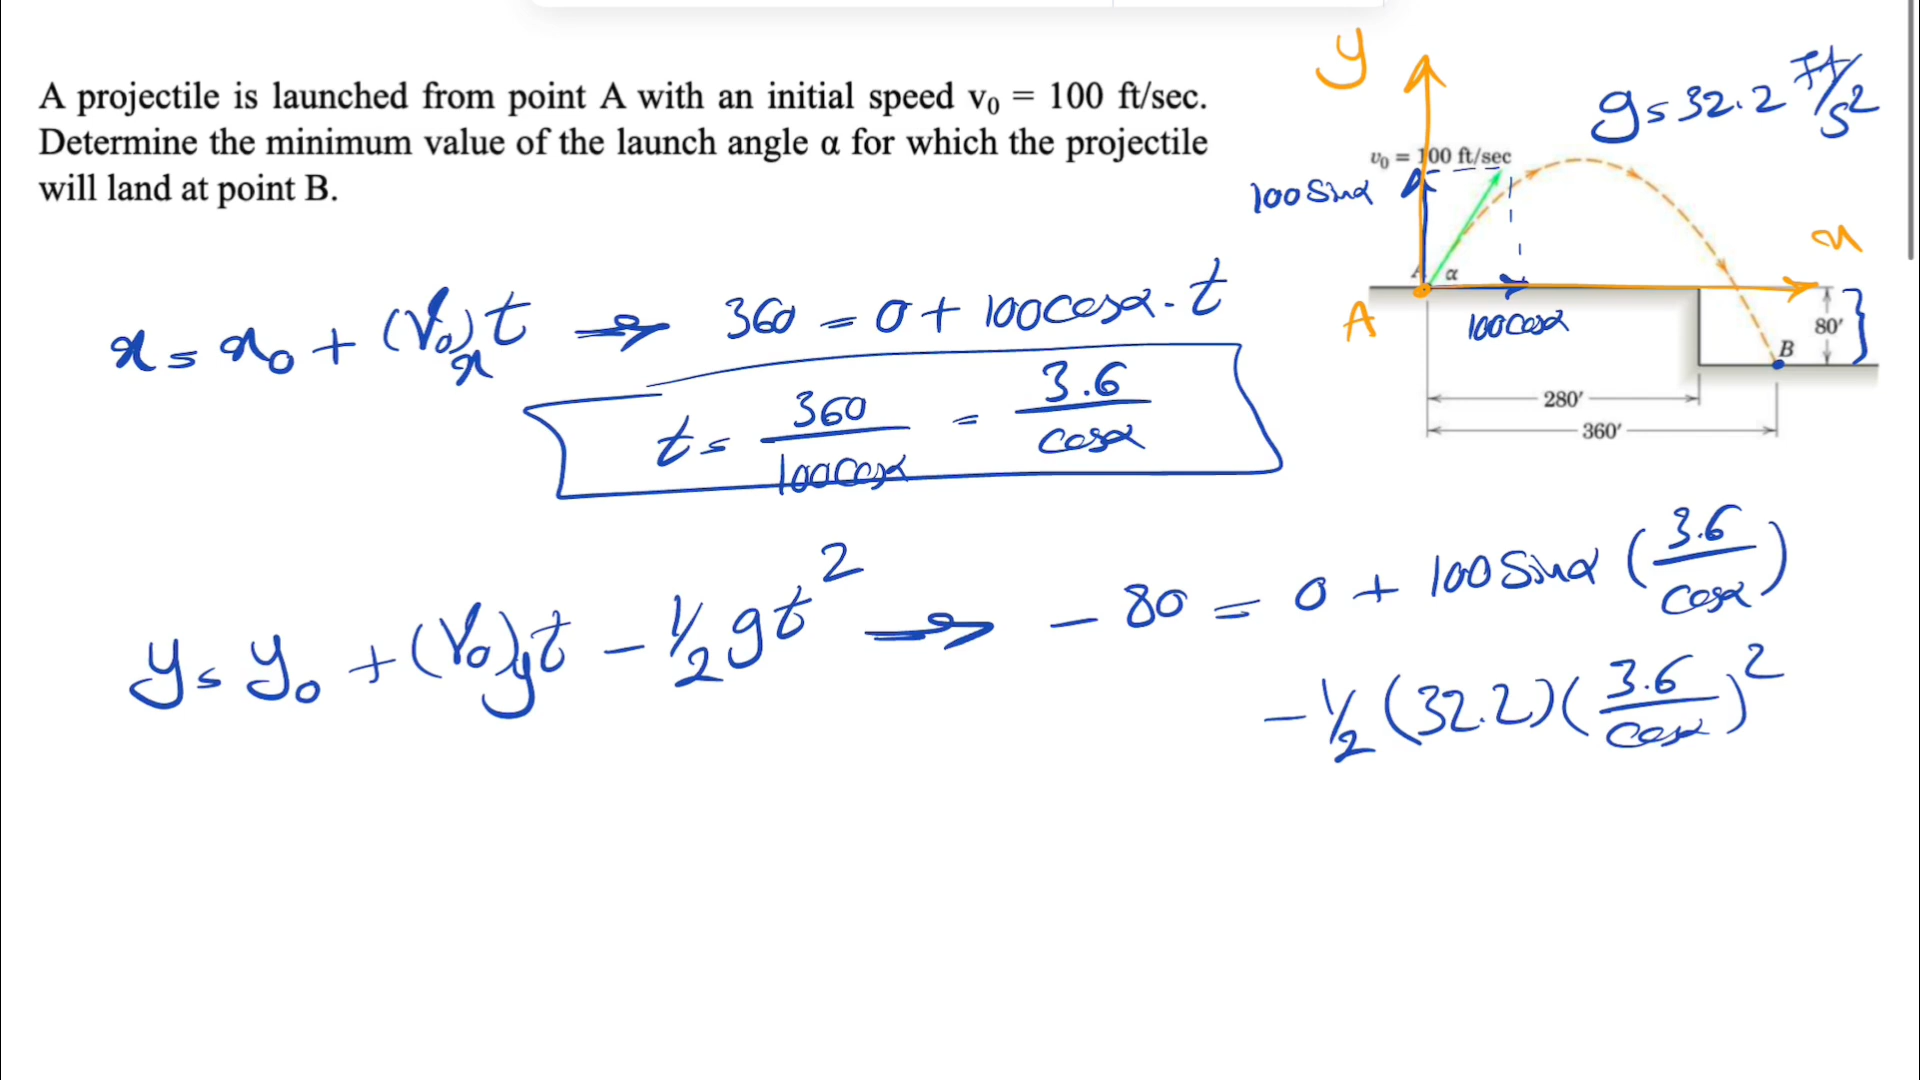 A projectile is launched from point A with an initial speed v₀ = 100 ft/sec.
Determine the minimum value of the launch angle α for which the projectile
will land at point B.
y
g = 32.2 ft/s²
v₀ = 100 ft/sec
100 Sinα
x
A
α
A
100cosα
80'
B
280'
360'
x = x₀ + (V₀)ₓt ⇒ 360 = 0 + 100cosα · t
t = 360/100cosα = 3.6/cosα
y = y₀ + (V₀)yt − ½gt² ⇒ −80 = 0 + 100 Sinα (3.6/cosα)
−½ (32.2)(3.6/cosα)²